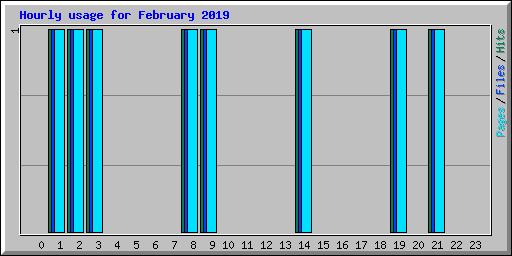 Hourly usage for February 2019
1
Pages/Files/Hits
0 1 2 3 4 5 6 7 8 9 10 11 12 13 14 15 16 17 18 19 20 21 22 23